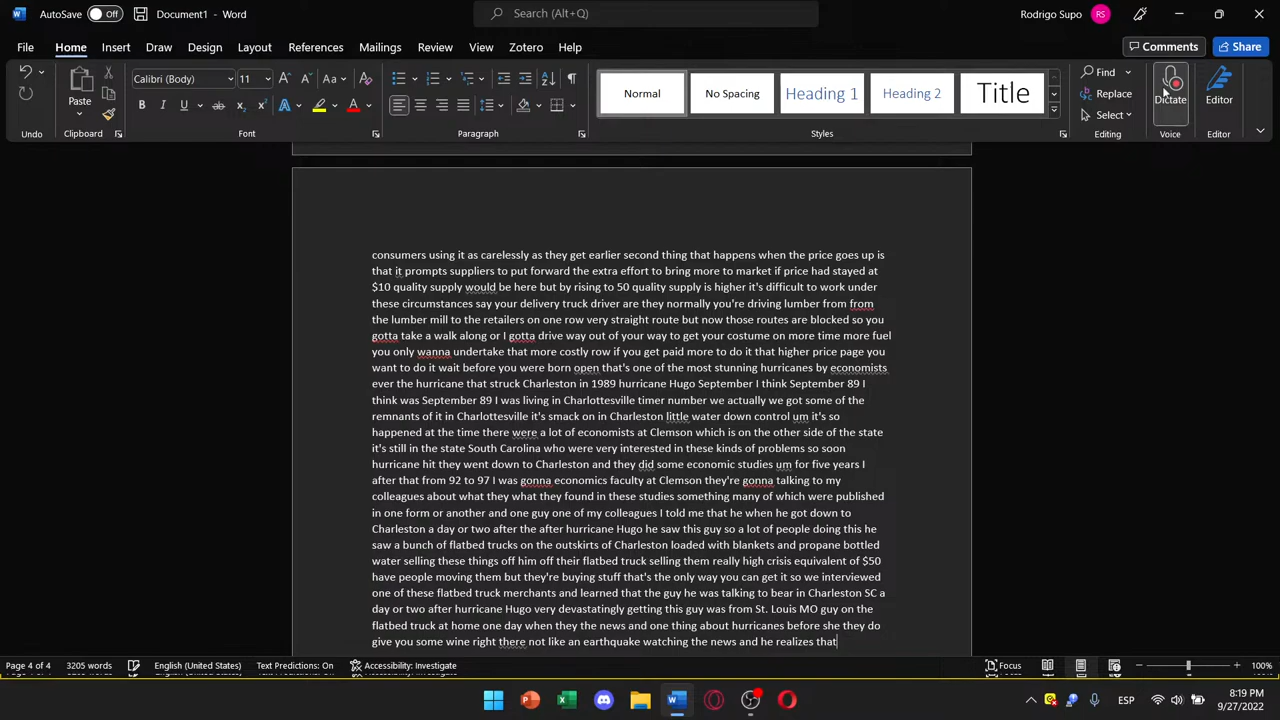 AutoSave Off Document1 - Word Search (Alt+Q) Rodrigo Supo RS
File Home Insert Draw Design Layout References Mailings Review View Zotero Help Comments Share
Calibri (Body) 11
Paste
Normal No Spacing Heading 1 Heading 2 Title
Find
Replace
Select
Dictate Editor
Clipboard Font Paragraph Styles Editing Voice Editor
consumers using it as carelessly as they get earlier second thing that happens when the price goes up is
that it prompts suppliers to put forward the extra effort to bring more to market if price had stayed at
$10 quality supply would be here but by rising to 50 quality supply is higher it's difficult to work under
these circumstances say your delivery truck driver are they normally you're driving lumber from from
the lumber mill to the retailers on one row very straight route but now those routes are blocked so you
gotta take a walk along or I gotta drive way out of your way to get your costume on more time more fuel
you only wanna undertake that more costly row if you get paid more to do it that higher price page you
want to do it wait before you were born open that's one of the most stunning hurricanes by economists
ever the hurricane that struck Charleston in 1989 hurricane Hugo September I think September 89 I
think was September 89 I was living in Charlottesville timer number we actually we got some of the
remnants of it in Charlottesville it's smack on in Charleston little water down control um it's so
happened at the time there were a lot of economists at Clemson which is on the other side of the state
it's still in the state South Carolina who were very interested in these kinds of problems so soon
hurricane hit they went down to Charleston and they did some economic studies um for five years I
after that from 92 to 97 I was gonna economics faculty at Clemson they're gonna talking to my
colleagues about what they what they found in these studies something many of which were published
in one form or another and one guy one of my colleagues I told me that he when he got down to
Charleston a day or two after the after hurricane Hugo he saw this guy so a lot of people doing this he
saw a bunch of flatbed trucks on the outskirts of Charleston loaded with blankets and propane bottled
water selling these things off him off their flatbed truck selling them really high crisis equivalent of $50
have people moving them but they're buying stuff that's the only way you can get it so we interviewed
one of these flatbed truck merchants and learned that the guy he was talking to bear in Charleston SC a
day or two after hurricane Hugo very devastatingly getting this guy was from St. Louis MO guy on the
flatbed truck at home one day when they the news and one thing about hurricanes before she they do
give you some wine right there not like an earthquake watching the news and he realizes that
Page 4 of 4 3205 words English (United States) Text Predictions: On Accessibility: Investigate Focus 100%
ESP 8:19 PM
9/27/2022